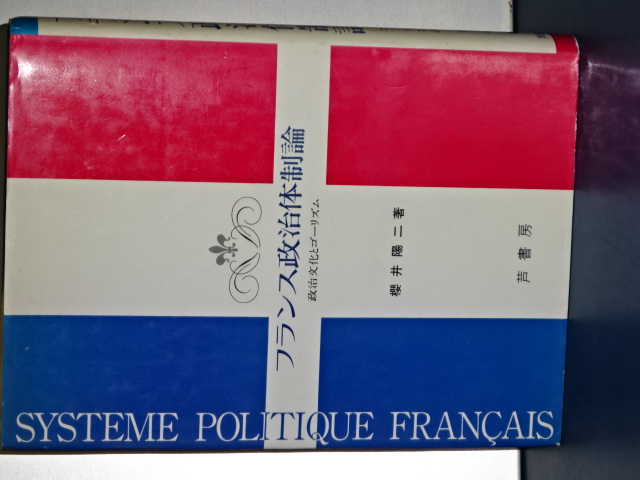 フランス政治体制論
政治文化とゴーリズム
櫻井陽二著
芦書房
SYSTEME POLITIQUE FRANÇAIS